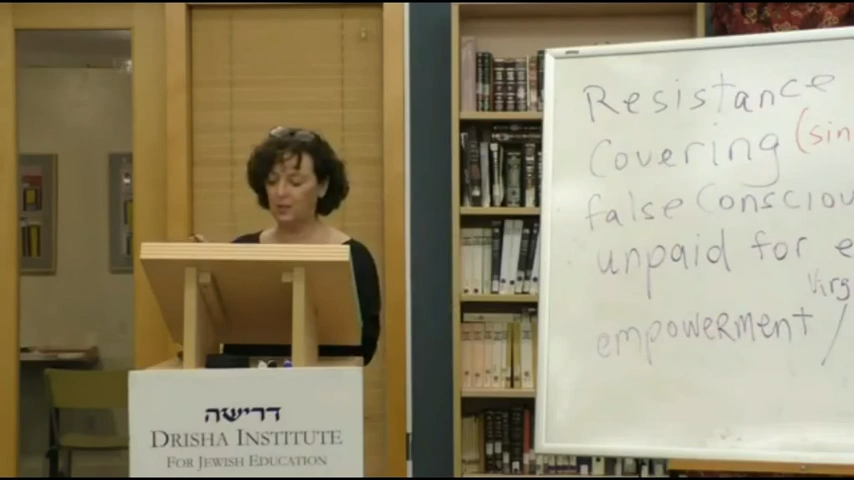 Resistance
Covering (sin
false Consciou
unpaid for e
Virg
empowerment /
דרישה
DRISHA INSTITUTE
FOR JEWISH EDUCATION